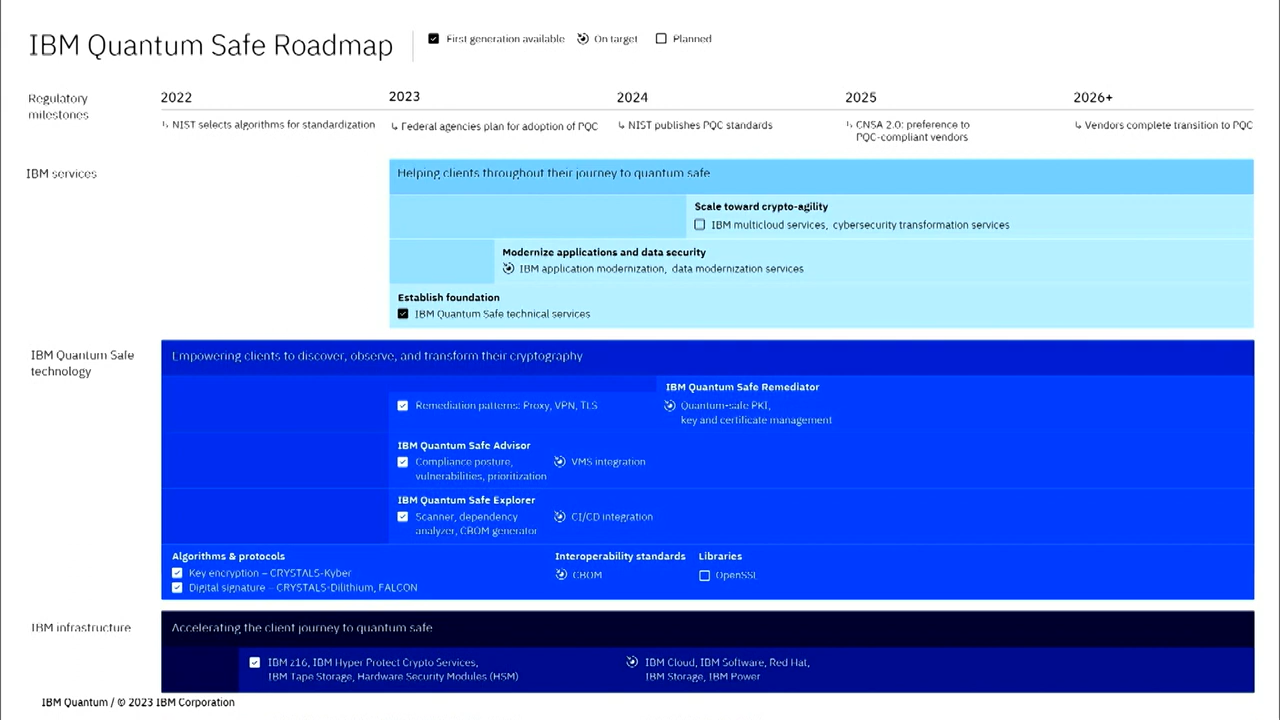 IBM Quantum Safe Roadmap
First generation available
On target
Planned
Regulatory
milestones
2022
↳ NIST selects algorithms for standardization
2023
↳ Federal agencies plan for adoption of PQC
2024
↳ NIST publishes PQC standards
2025
↳ CNSA 2.0: preference to
PQC-compliant vendors
2026+
↳ Vendors complete transition to PQC
IBM services
Helping clients throughout their journey to quantum safe
Scale toward crypto-agility
IBM multicloud services, cybersecurity transformation services
Modernize applications and data security
IBM application modernization, data modernization services
Establish foundation
IBM Quantum Safe technical services
IBM Quantum Safe
technology
Empowering clients to discover, observe, and transform their cryptography
Remediation patterns: Proxy, VPN, TLS
IBM Quantum Safe Remediator
Quantum-safe PKI,
key and certificate management
IBM Quantum Safe Advisor
Compliance posture,
vulnerabilities, prioritization
VMS integration
IBM Quantum Safe Explorer
Scanner, dependency
analyzer, CBOM generator
CI/CD integration
Algorithms & protocols
Key encryption – CRYSTALS-Kyber
Digital signature – CRYSTALS-Dilithium, FALCON
Interoperability standards
CBOM
Libraries
OpenSSL
IBM infrastructure
Accelerating the client journey to quantum safe
IBM z16, IBM Hyper Protect Crypto Services,
IBM Tape Storage, Hardware Security Modules (HSM)
IBM Cloud, IBM Software, Red Hat,
IBM Storage, IBM Power
IBM Quantum / © 2023 IBM Corporation